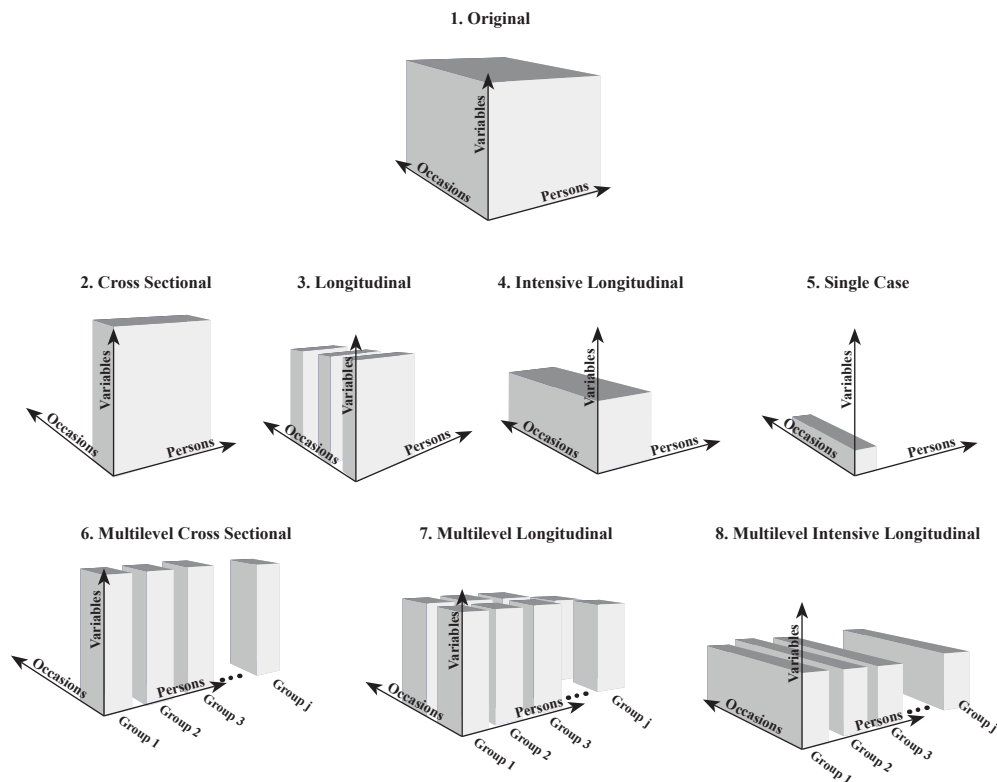 1. Original
Variables
Occasions
Persons
2. Cross Sectional
Variables
Occasions
Persons
3. Longitudinal
Variables
Occasions
Persons
4. Intensive Longitudinal
Variables
Occasions
Persons
5. Single Case
Variables
Occasions
Persons
6. Multilevel Cross Sectional
Variables
Occasions
Persons
Group 1
Group 2
Group 3
Group j
7. Multilevel Longitudinal
Variables
Occasions
Persons
Group 1
Group 2
Group 3
Group j
8. Multilevel Intensive Longitudinal
Variables
Occasions
Persons
Group 1
Group 2
Group 3
Group j